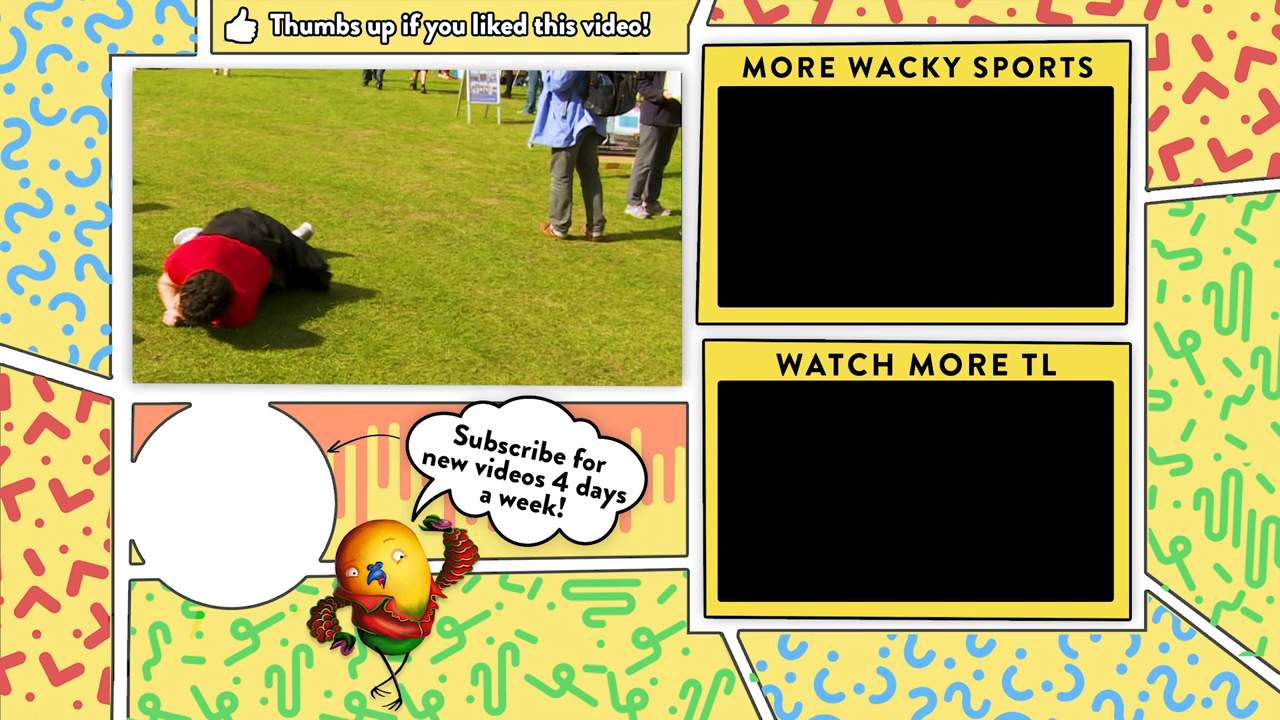 Thumbs up if you liked this video!
MORE WACKY SPORTS
WATCH MORE TL
Subscribe for
new videos 4 days
a week!